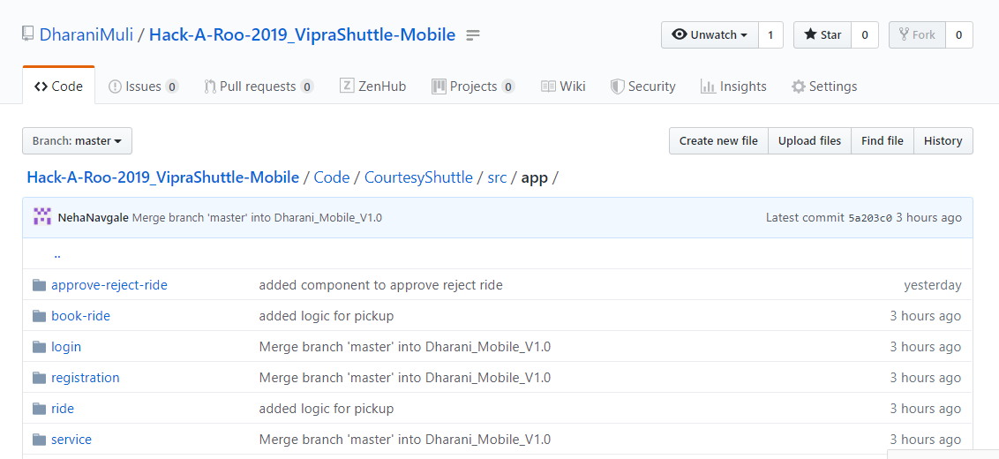 DharaniMuli / Hack-A-Roo-2019_VipraShuttle-Mobile Unwatch 1 Star 0 Fork 0
Code Issues 0 Pull requests 0 ZenHub Projects 0 Wiki Security Insights Settings
Branch: master Create new file Upload files Find file History
Hack-A-Roo-2019_VipraShuttle-Mobile / Code / CourtesyShuttle / src / app /
NehaNavgale Merge branch 'master' into Dharani_Mobile_V1.0 Latest commit 5a203c0 3 hours ago
..
approve-reject-ride added component to approve reject ride yesterday
book-ride added logic for pickup 3 hours ago
login Merge branch 'master' into Dharani_Mobile_V1.0 3 hours ago
registration Merge branch 'master' into Dharani_Mobile_V1.0 3 hours ago
ride added logic for pickup 3 hours ago
service Merge branch 'master' into Dharani_Mobile_V1.0 3 hours ago